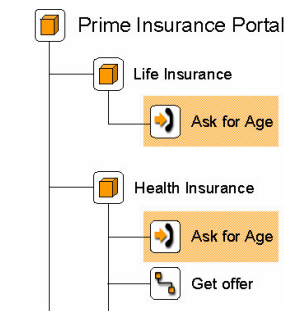 Prime Insurance Portal
Life Insurance
Ask for Age
Health Insurance
Ask for Age
Get offer